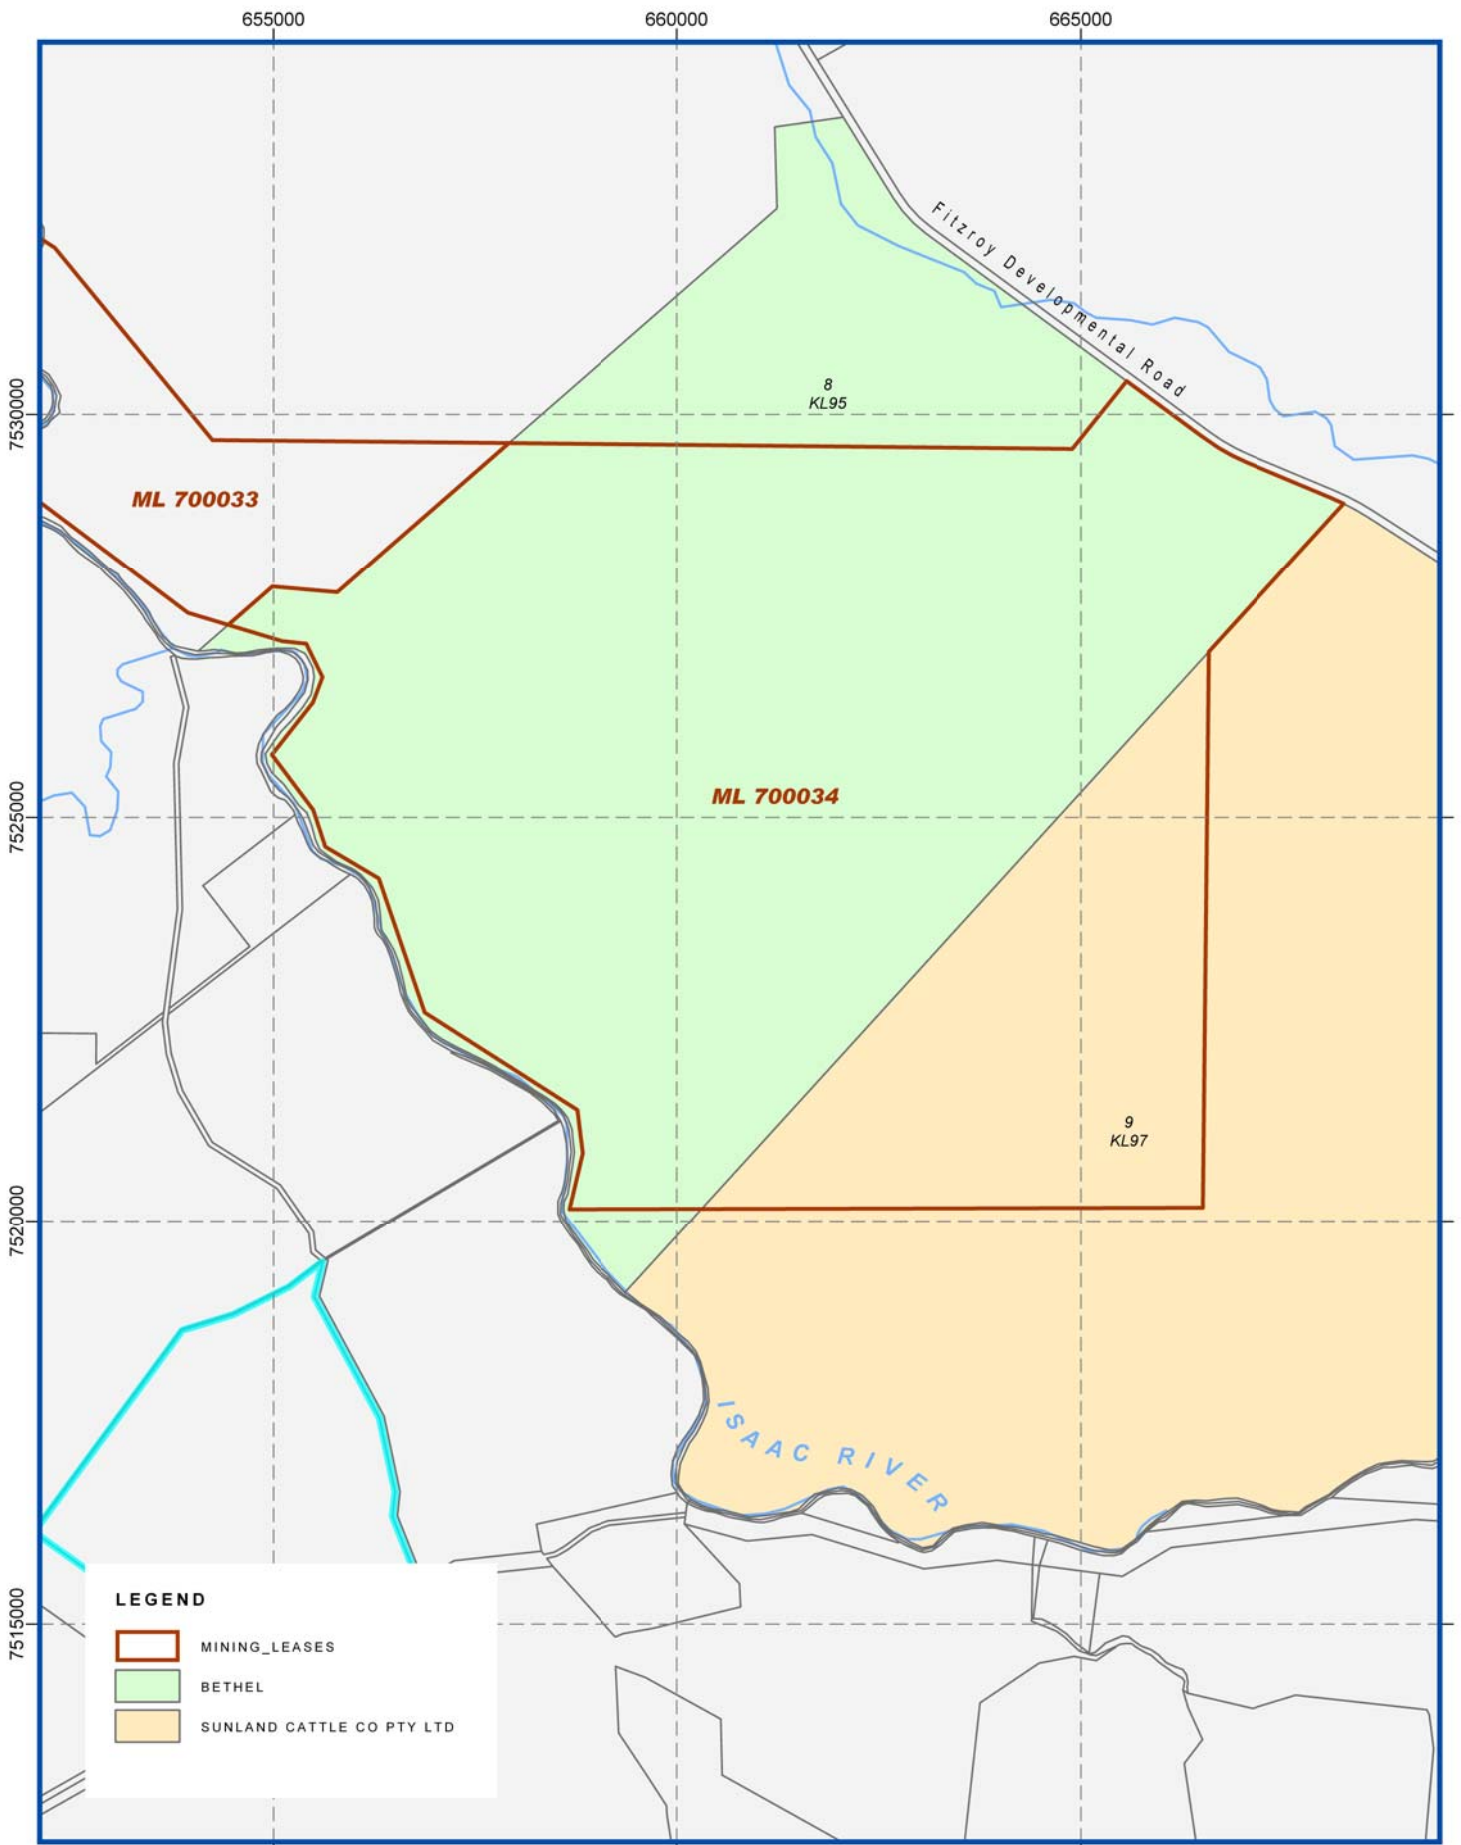 655000
660000
665000
Fitzroy Developmental Road
8
KL95
7530000
ML 700033
ML 700034
7525000
9
KL97
7520000
ISAAC RIVER
7515000
LEGEND
MINING_LEASES
BETHEL
SUNLAND CATTLE CO PTY LTD